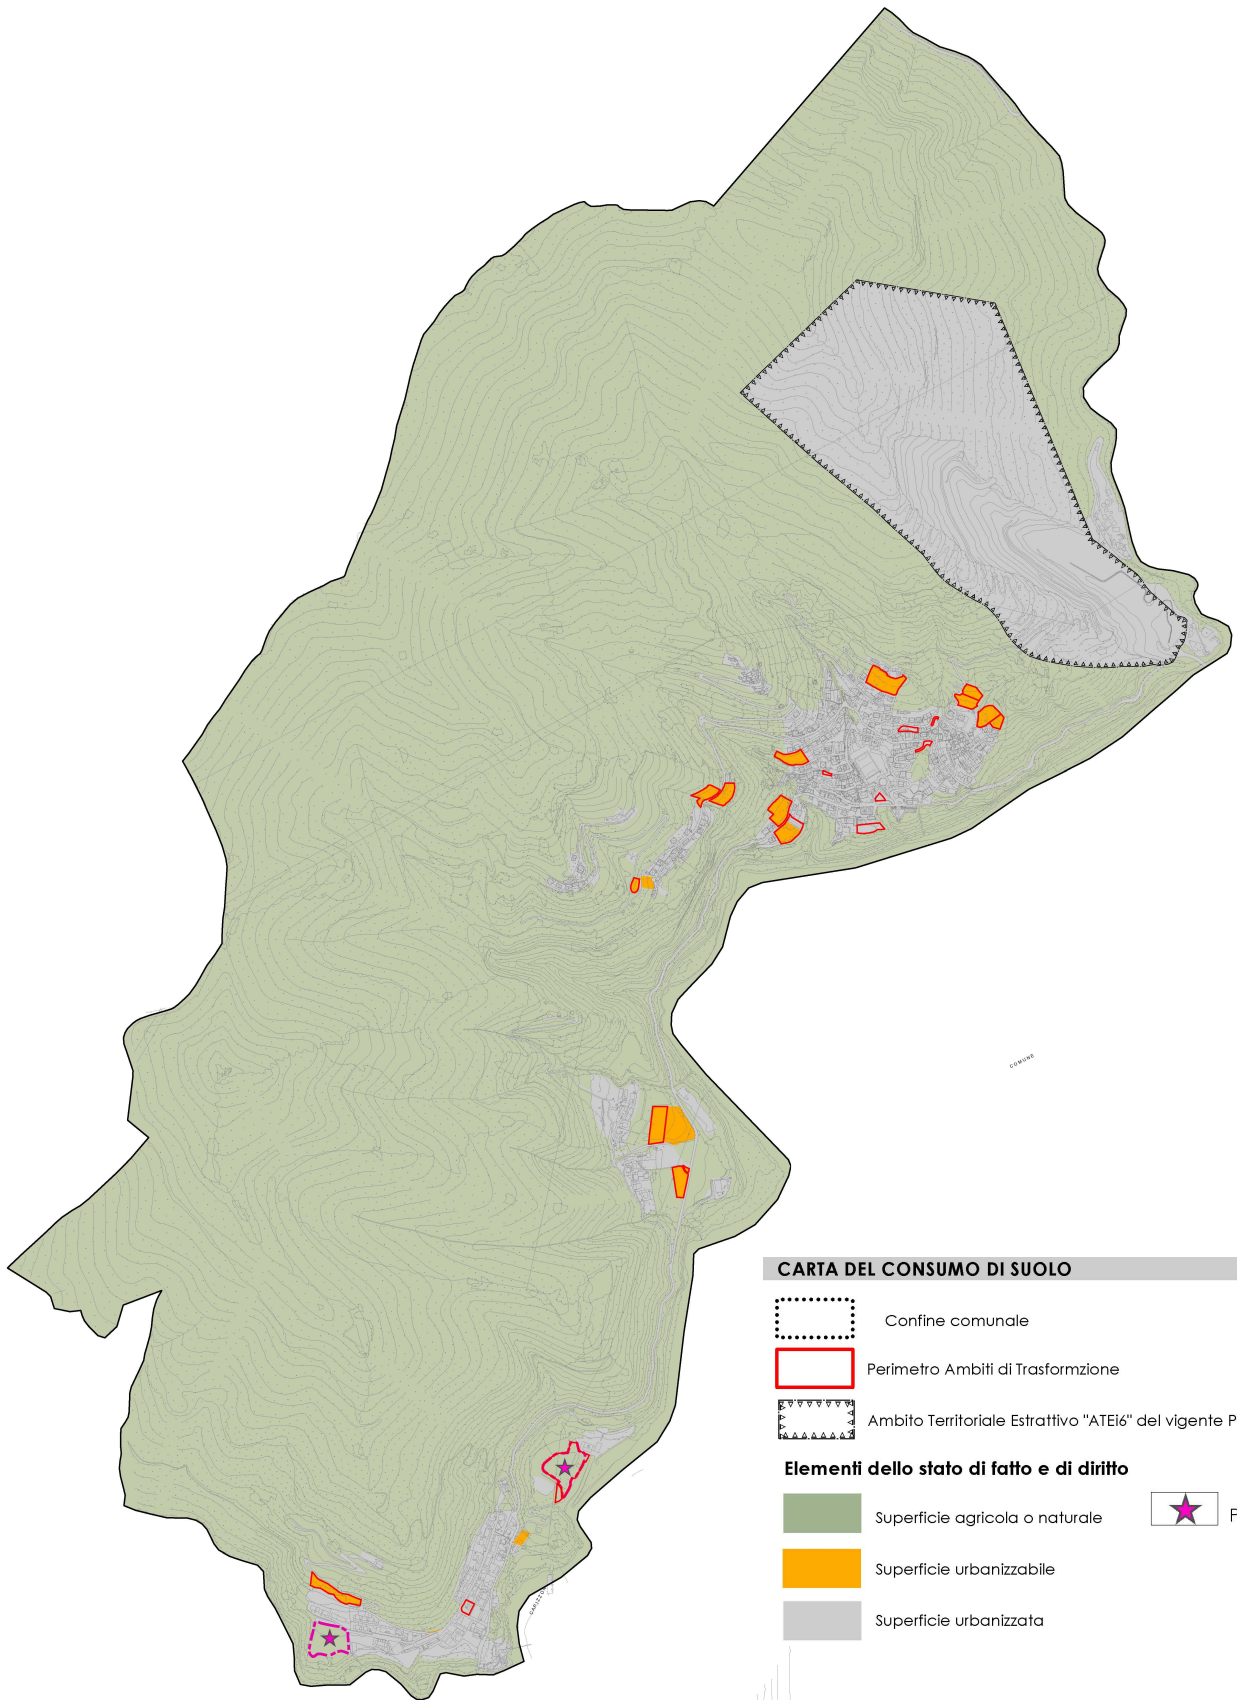 COMUNE
CARTA DEL CONSUMO DI SUOLO
Confine comunale
Perimetro Ambiti di Trasformzione
Ambito Territoriale Estrattivo "ATEi6" del vigente P
Elementi dello stato di fatto e di diritto
Superficie agricola o naturale
F
Superficie urbanizzabile
Superficie urbanizzata